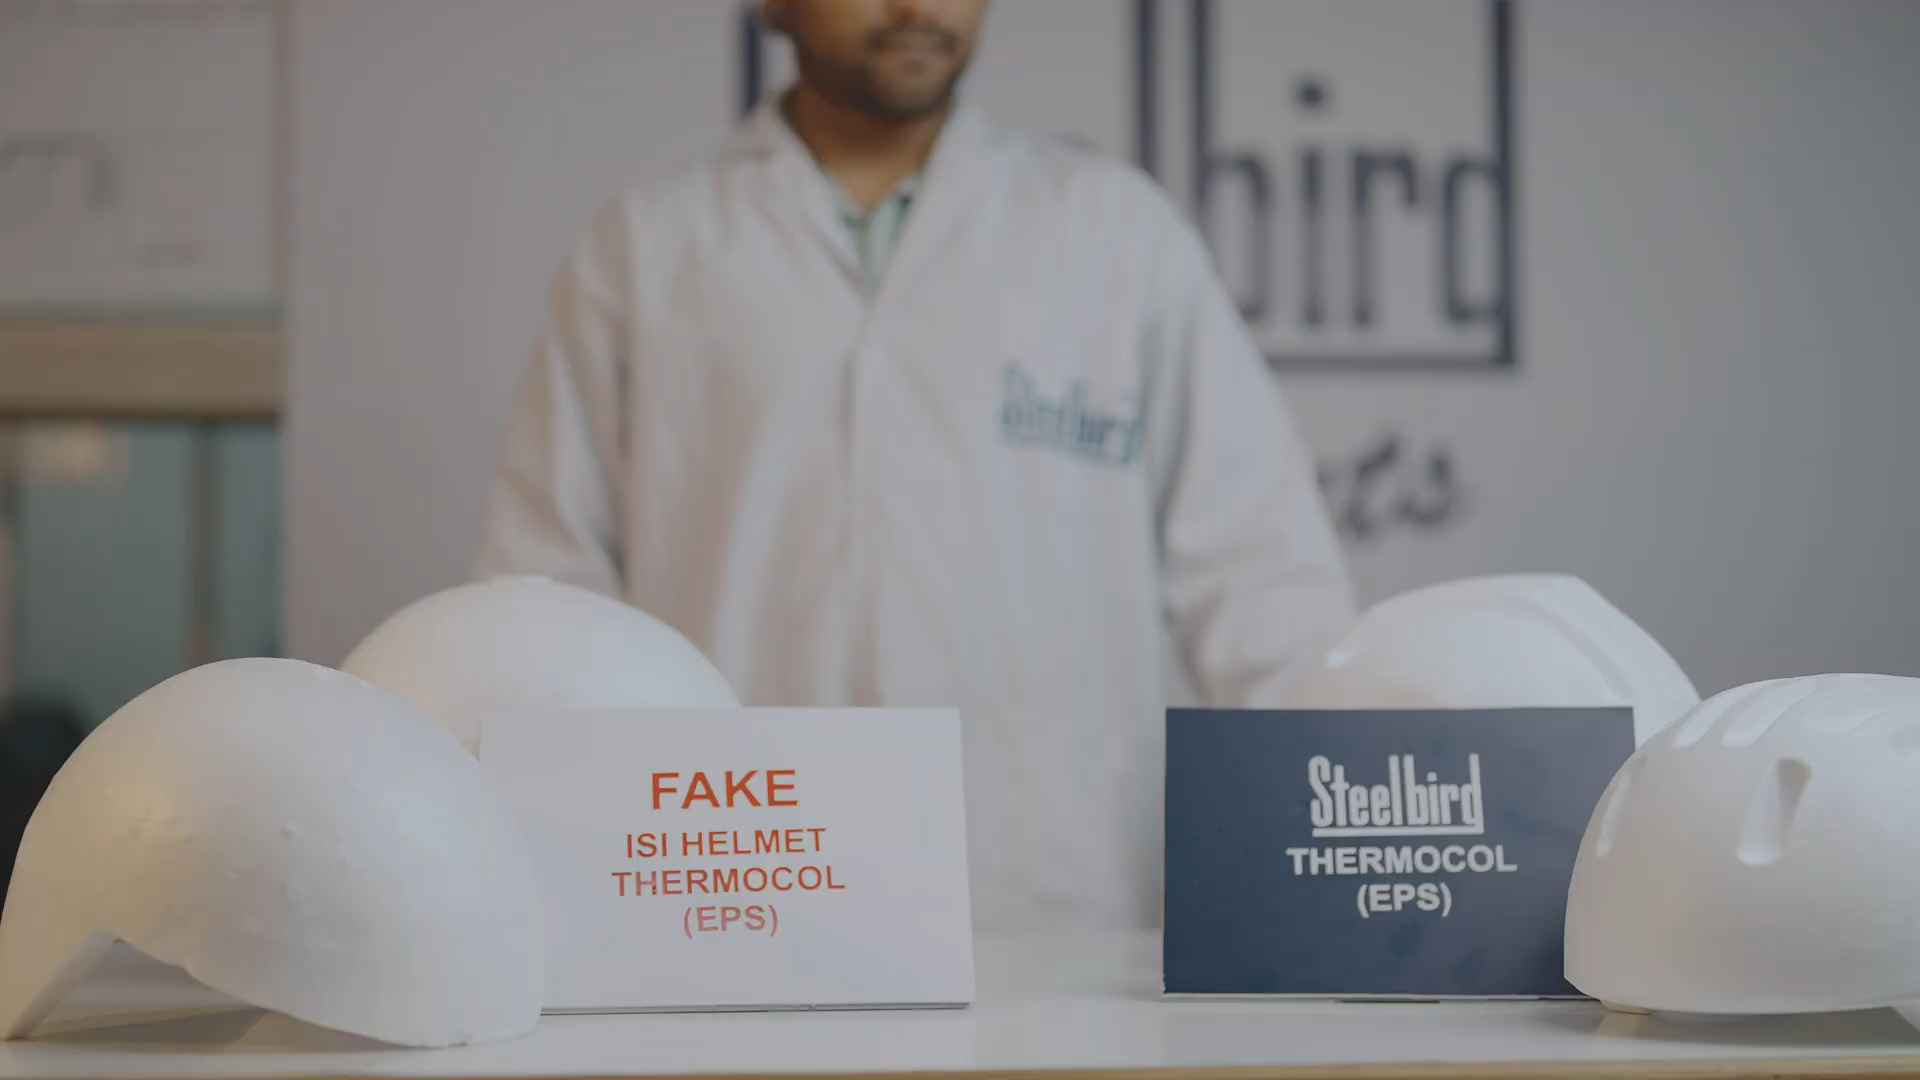 bird
Steelbird
FAKE
ISI HELMET
THERMOCOL
(EPS)
Steelbird
THERMOCOL
(EPS)